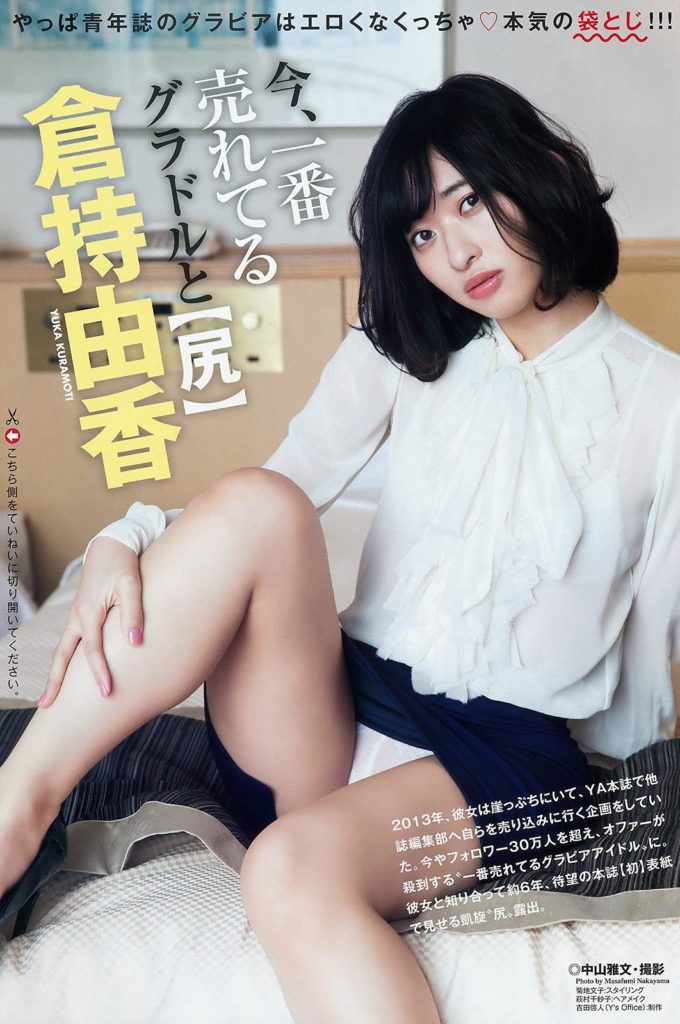 やっぱ青年誌のグラビアはエロくなくっちゃ♡本気の袋とじ!!!
今、一番
売れてる
グラドルと【尻】
倉持由香
YUKA KURAMOTI
こちら側をていねいに切り開いてください。
2013年、彼女は崖っぷちにいて、YA本誌で他
誌編集部へ自らを売り込みに行く企画をしてい
た。今やフォロワー30万人を超え、オファーが
殺到する“一番売れてるグラビアアイドル”に。
彼女と知り合って約6年、待望の本誌【初】表紙
で見せる凱旋“尻”露出。
◎中山雅文・撮影
Photo by Masafumi Nakayama
菊地文子:スタイリング
萩村千紗子:ヘアメイク
吉田啓人(Y's Office):制作